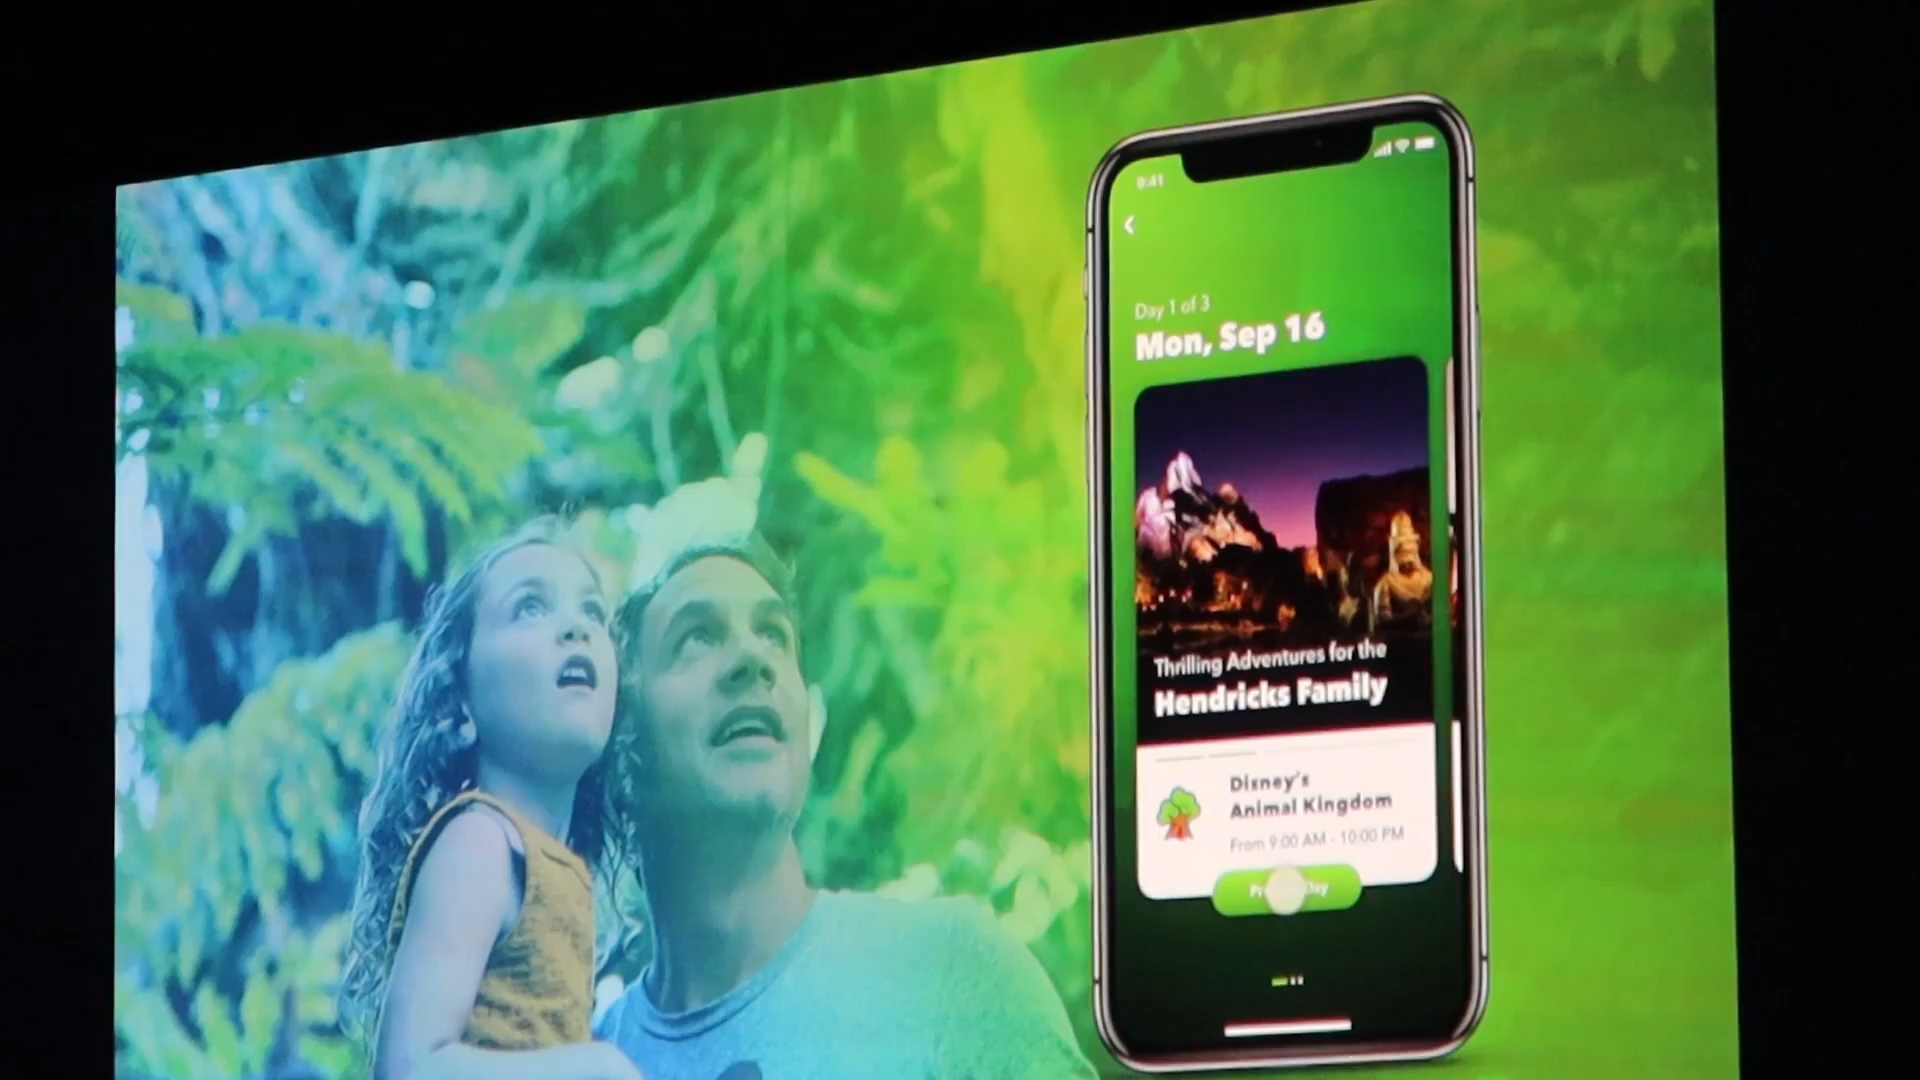 9:41
Day 1 of 3
Mon, Sep 16
Thrilling Adventures for the
Hendricks Family
Disney's
Animal Kingdom
From 9:00 AM - 10:00 PM
Day